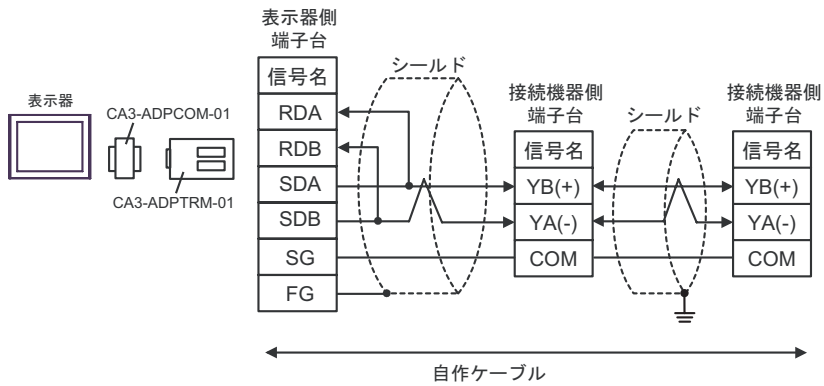 表示器
CA3-ADPCOM-01
CA3-ADPTRM-01
表示器側
端子台
信号名
RDA
RDB
SDA
SDB
SG
FG
シールド
接続機器側
端子台
信号名
YB(+)
YA(-)
COM
シールド
接続機器側
端子台
信号名
YB(+)
YA(-)
COM
自作ケーブル